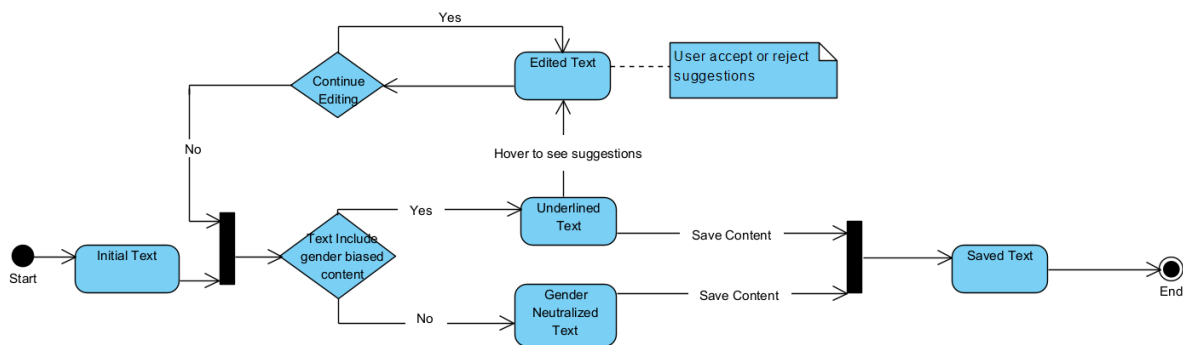 Yes
Edited Text
User accept or reject
suggestions
Continue
Editing
No
Hover to see suggestions
Start
Initial Text
Text Include
gender biased
content
Yes
Underlined
Text
Save Content
Saved Text
End
No
Gender
Neutralized
Text
Save Content